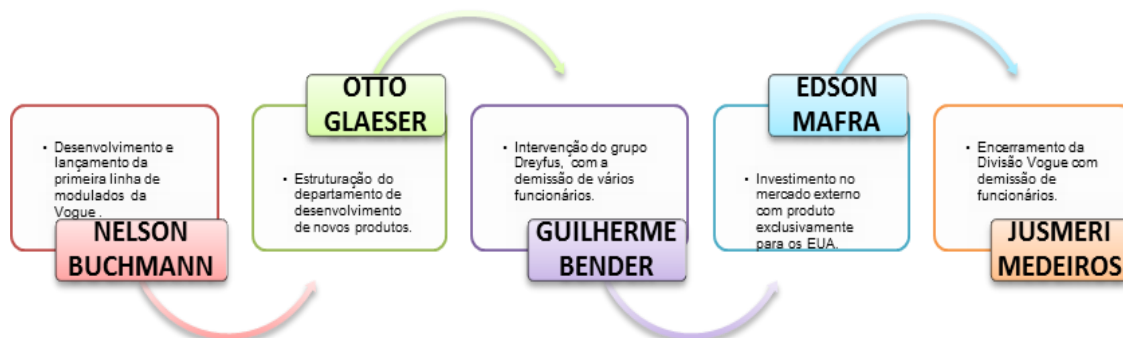 • Desenvolvimento e
lançamento da
primeira linha de
modulados da
Vogue .
NELSON
BUCHMANN
OTTO
GLAESER
• Estruturação do
departamento de
desenvolvimento
de novos produtos.
• Intervenção do grupo
Dreyfus, com a
demissão de vários
funcionários.
GUILHERME
BENDER
EDSON
MAFRA
• Investimento no
mercado externo
com produto
exclusivamente
para os EUA.
• Encerramento da
Divisão Vogue com
demissão de
funcionários.
JUSMERI
MEDEIROS